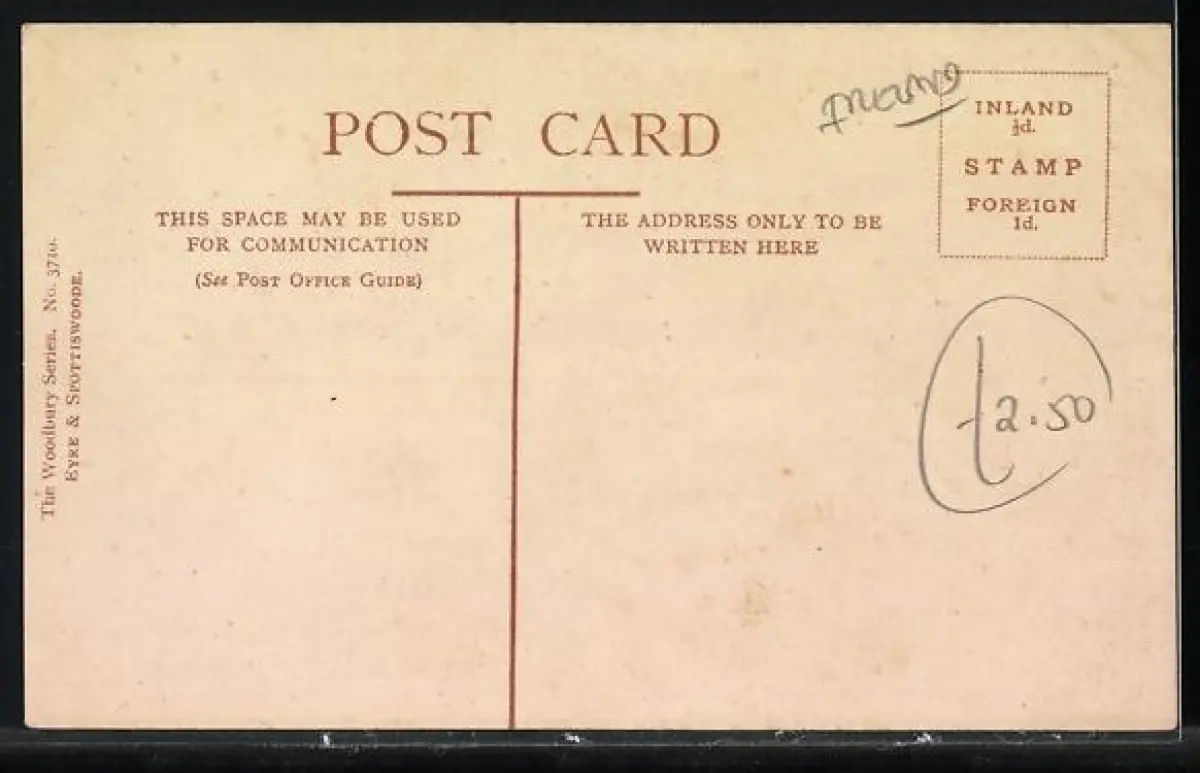 POST CARD
INLAND
½d.
STAMP
FOREIGN
1d.
THIS SPACE MAY BE USED
FOR COMMUNICATION
(See Post Office Guide)
THE ADDRESS ONLY TO BE
WRITTEN HERE
The Woodbury Series. No.
Eyre & Spottiswoode.
£2.50